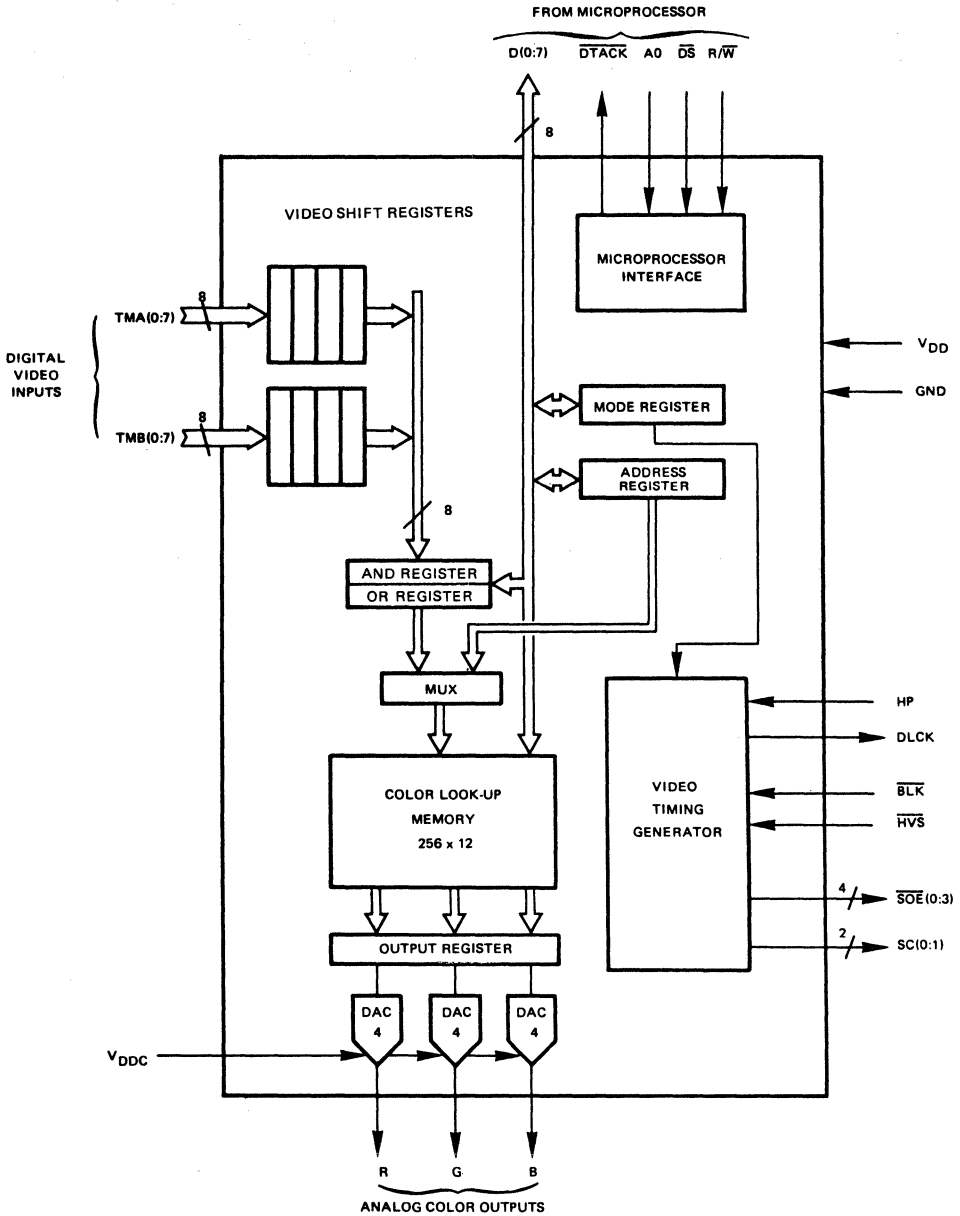 FROM MICROPROCESSOR
D(0:7) DTACK A0 DS R/W
8
VIDEO SHIFT REGISTERS
MICROPROCESSOR
INTERFACE
8
TMA(0:7)
DIGITAL
VIDEO
INPUTS
8
TMB(0:7)
VDD
GND
MODE REGISTER
ADDRESS
REGISTER
8
AND REGISTER
OR REGISTER
MUX
HP
DLCK
COLOR LOOK-UP
MEMORY
256 x 12
VIDEO
TIMING
GENERATOR
BLK
HVS
4
SOE(0:3)
2
SC(0:1)
OUTPUT REGISTER
DAC
4
DAC
4
DAC
4
VDDC
R G B
ANALOG COLOR OUTPUTS